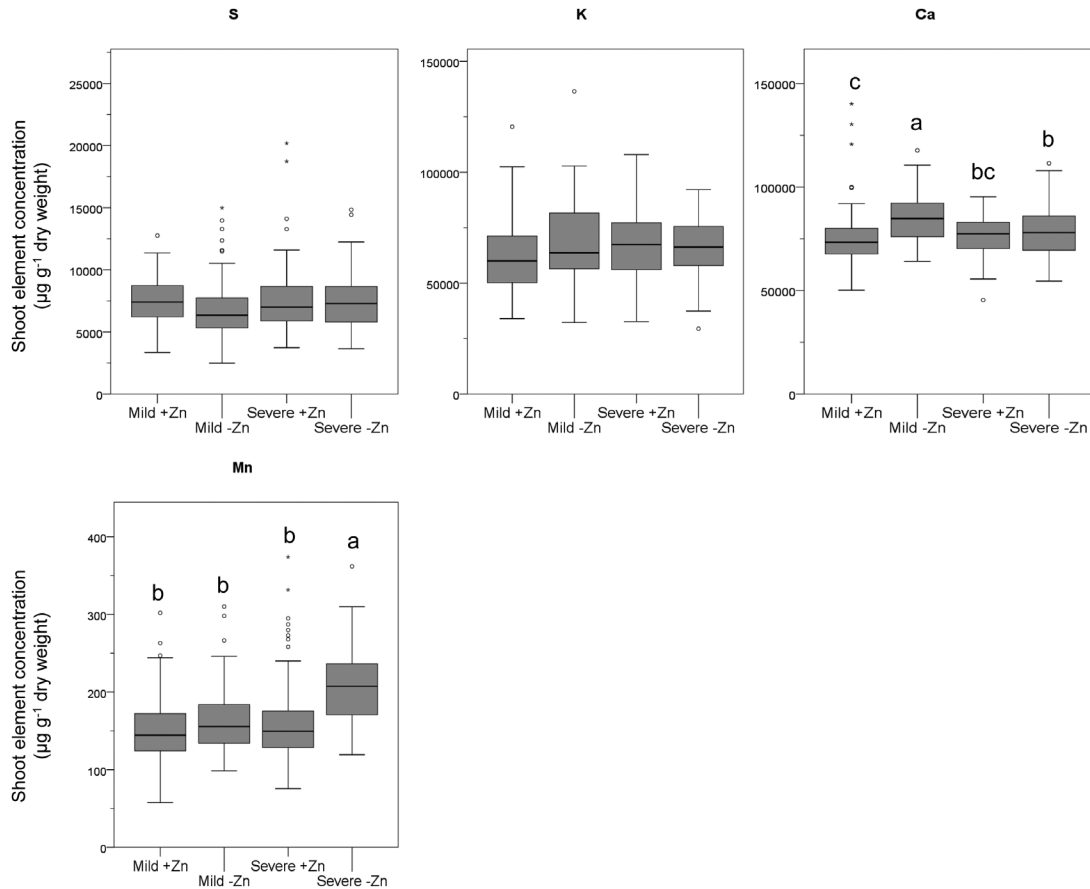 S
K
Ca
Shoot element concentration
(µg g⁻¹ dry weight)
25000
20000
15000
10000
5000
0
Mild +Zn
Mild -Zn
Severe +Zn
Severe -Zn
150000
100000
50000
0
Mild +Zn
Mild -Zn
Severe +Zn
Severe -Zn
150000
100000
50000
0
c
a
bc
b
Mild +Zn
Mild -Zn
Severe +Zn
Severe -Zn
Mn
Shoot element concentration
(µg g⁻¹ dry weight)
400
300
200
100
0
b
b
b
a
Mild +Zn
Mild -Zn
Severe +Zn
Severe -Zn